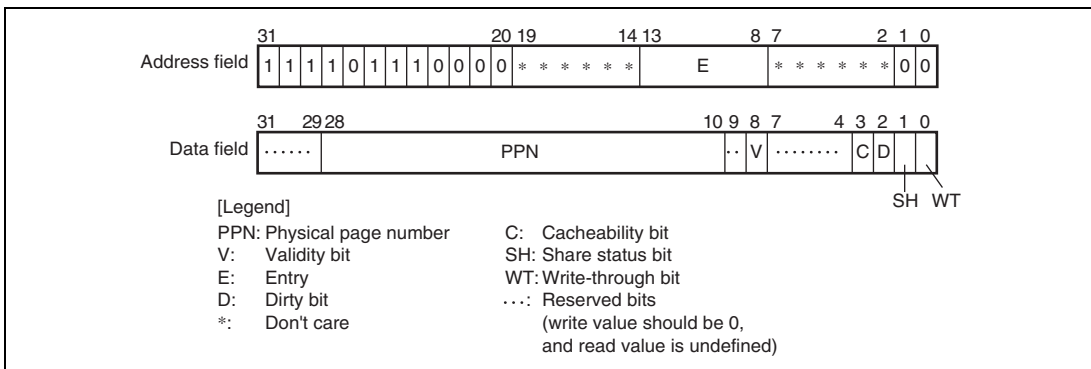 31 20 19 14 13 8 7 2 1 0
Address field 1 1 1 1 0 1 1 1 0 0 0 0 * * * * * * E * * * * * * 0 0
31 29 28 10 9 8 7 4 3 2 1 0
Data field ...... PPN .. V ........ C D
SH WT
[Legend]
PPN: Physical page number
V: Validity bit
E: Entry
D: Dirty bit
*: Don't care
C: Cacheability bit
SH: Share status bit
WT: Write-through bit
...: Reserved bits
(write value should be 0,
and read value is undefined)